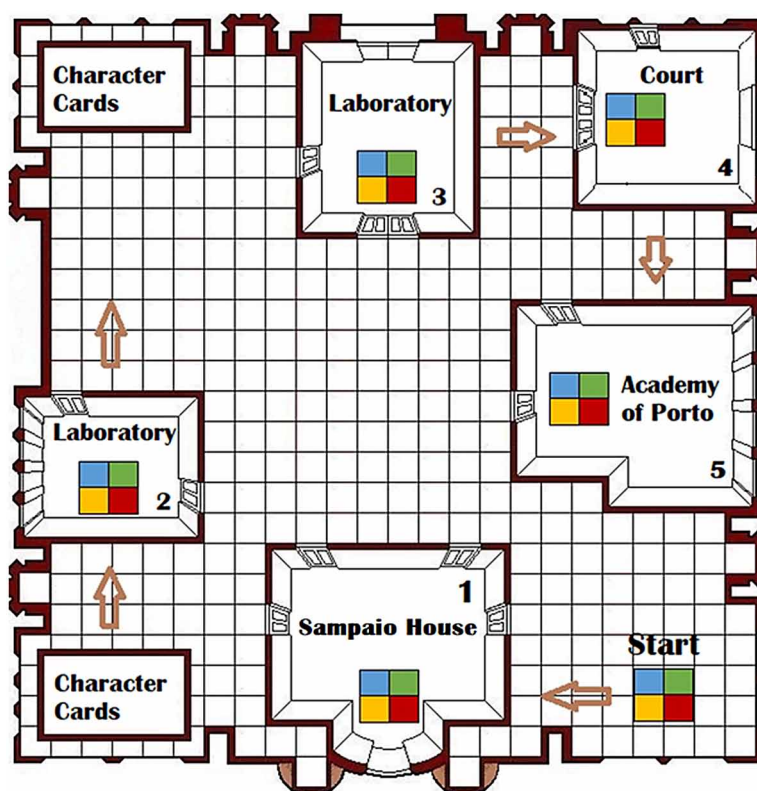 Character
Cards
Laboratory
3
Court
4
Laboratory
2
Academy
of Porto
5
1
Sampaio House
Start
Character
Cards